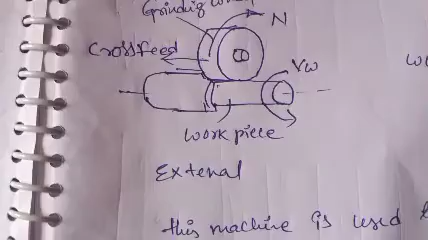 Grinding
N
Crossfeed
Vw
work piece
Extenal
this machine is used